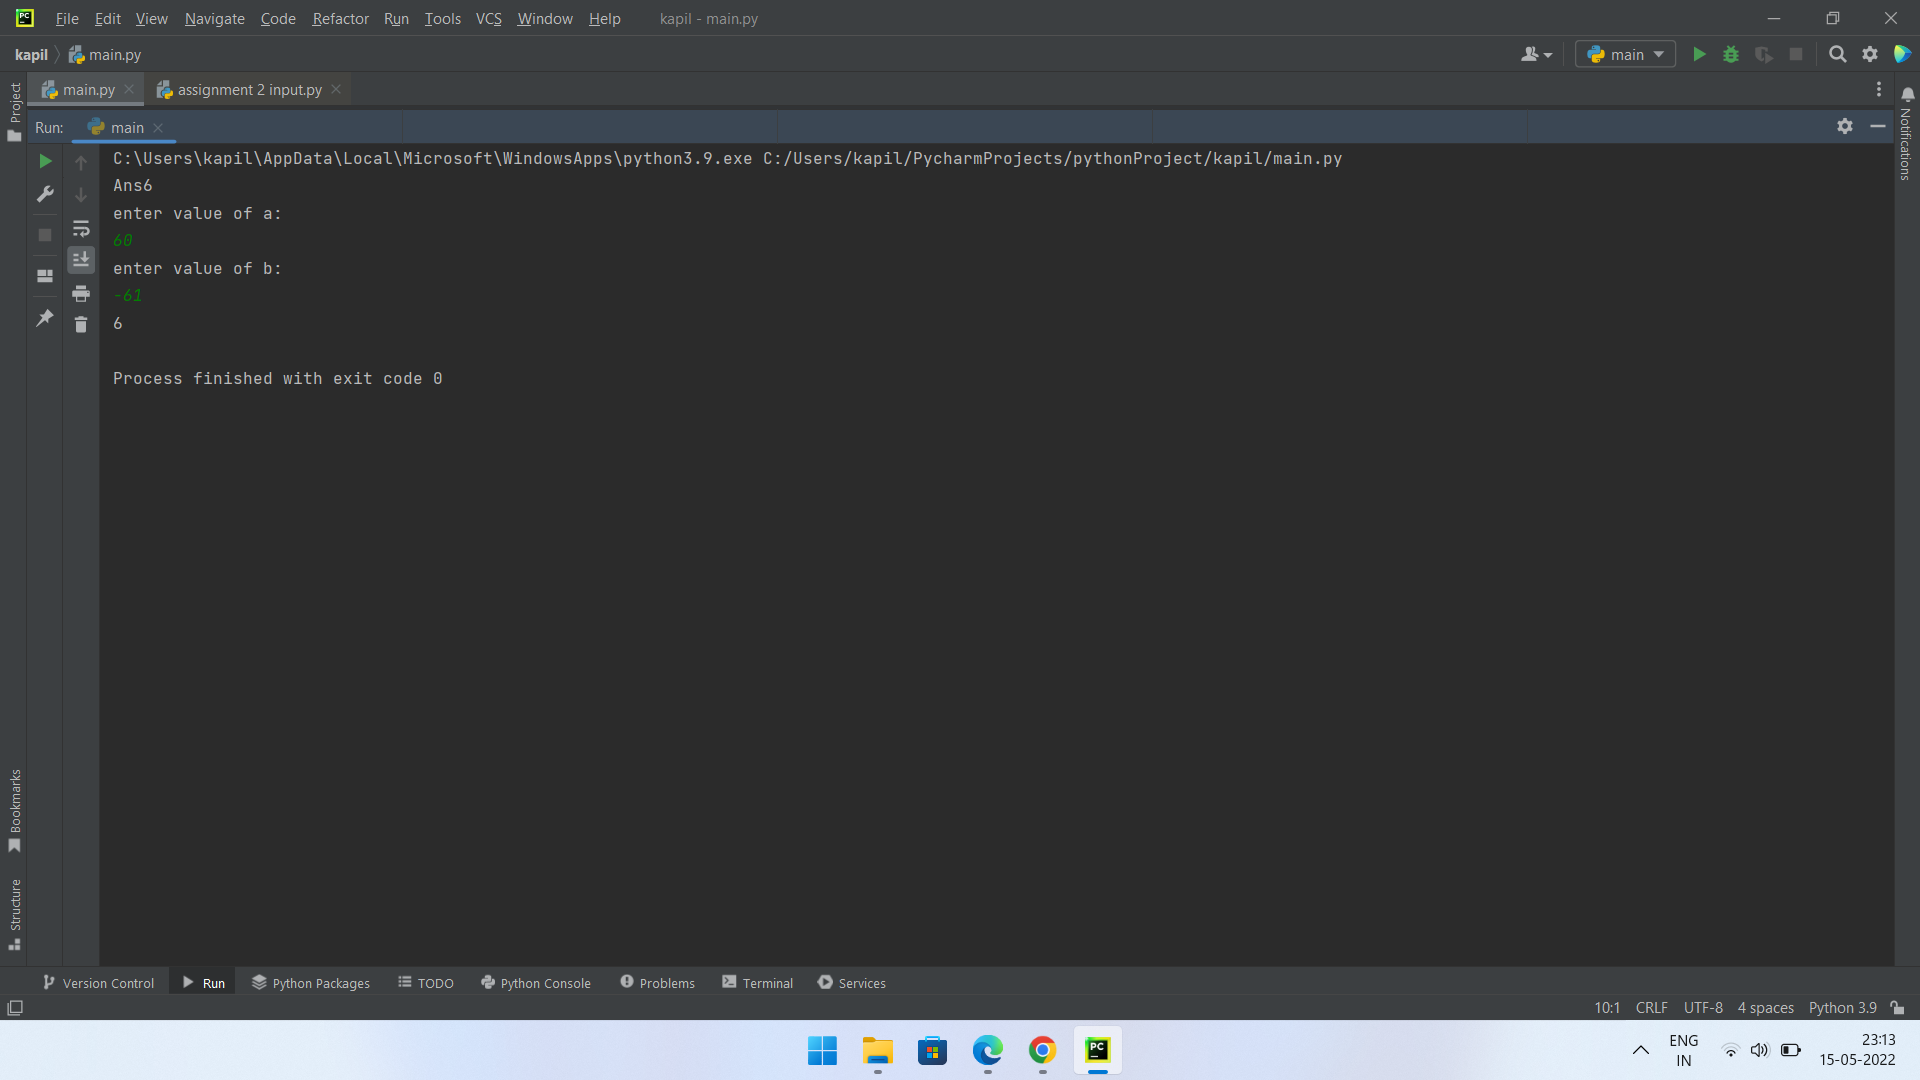 File Edit View Navigate Code Refactor Run Tools VCS Window Help kapil - main.py
kapil main.py main
main.py assignment 2 input.py
Run: main
Project
Notifications
C:\Users\kapil\AppData\Local\Microsoft\WindowsApps\python3.9.exe C:/Users/kapil/PycharmProjects/pythonProject/kapil/main.py
Ans6
enter value of a:
60
enter value of b:
-61
6
Process finished with exit code 0
Bookmarks
Structure
Version Control Run Python Packages TODO Python Console Problems Terminal Services
10:1 CRLF UTF-8 4 spaces Python 3.9
PC
ENG
IN
23:13
15-05-2022